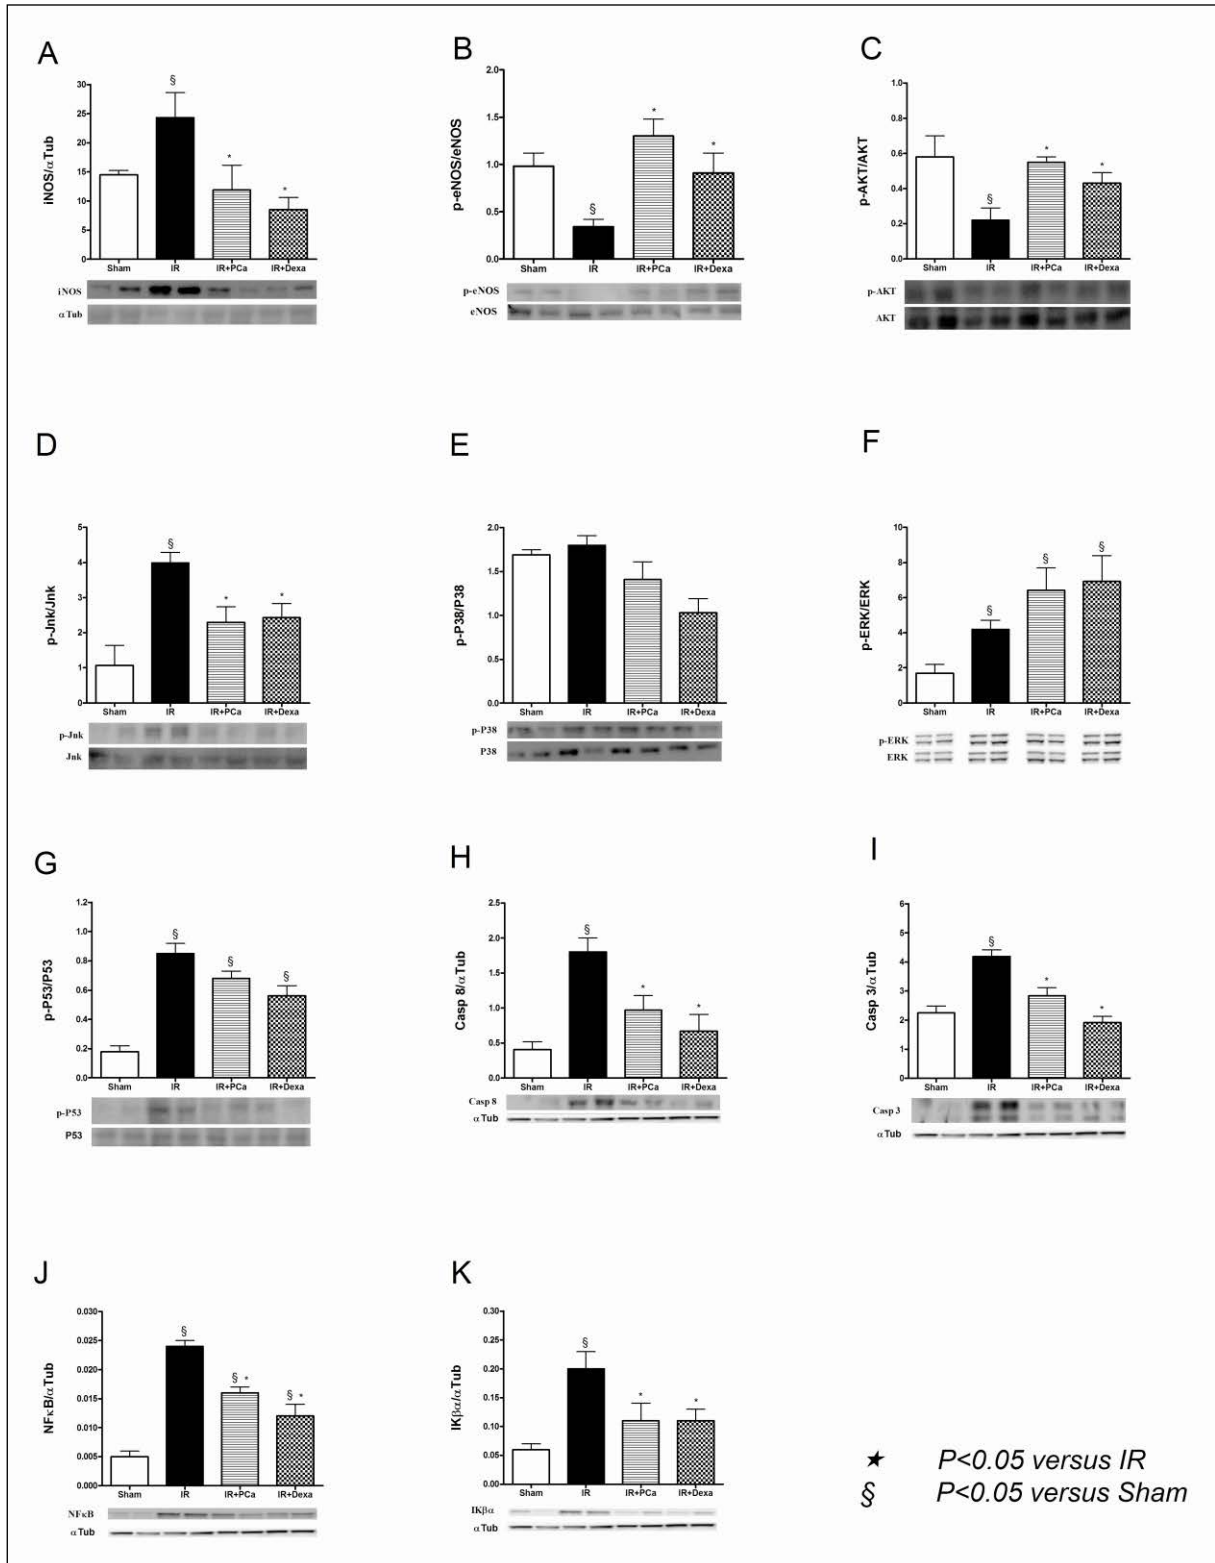 A
B
C
§
30
25
20
15
10
5
0
iNOS/αTub
*
*
Sham
IR
IR+PCa
IR+Dexa
iNOS
αTub
2.0
1.5
1.0
0.5
0.0
p-eNOS/eNOS
§
*
*
Sham
IR
IR+PCa
IR+Dexa
p-eNOS
eNOS
1.0
0.8
0.6
0.4
0.2
0.0
p-AKT/AKT
§
*
*
Sham
IR
IR+PCa
IR+Dexa
p-AKT
AKT
D
E
F
5
4
3
2
1
0
p-Jnk/Jnk
§
*
*
Sham
IR
IR+PCa
IR+Dexa
p-Jnk
Jnk
2.0
1.5
1.0
0.5
0.0
p-P38/P38
Sham
IR
IR+PCa
IR+Dexa
p-P38
P38
10
8
6
4
2
0
p-ERK/ERK
§
§
§
Sham
IR
IR+PCa
IR+Dexa
p-ERK
ERK
G
H
I
1.2
1.0
0.8
0.6
0.4
0.2
0.0
p-P53/P53
§
§
§
Sham
IR
IR+PCa
IR+Dexa
p-P53
P53
2.5
2.0
1.5
1.0
0.5
0.0
Casp 8/αTub
§
*
*
Sham
IR
IR+PCa
IR+Dexa
Casp 8
αTub
6
5
4
3
2
1
0
Casp 3/αTub
§
*
*
Sham
IR
IR+PCa
IR+Dexa
Casp 3
αTub
J
K
0.030
0.025
0.020
0.015
0.010
0.005
0.000
NFκB/αTub
§
§ *
§ *
Sham
IR
IR+PCa
IR+Dexa
NFκB
αTub
0.30
0.25
0.20
0.15
0.10
0.05
0.00
IKβα/αTub
§
*
*
Sham
IR
IR+PCa
IR+Dexa
IKβα
αTub
★ P<0.05 versus IR
§ P<0.05 versus Sham